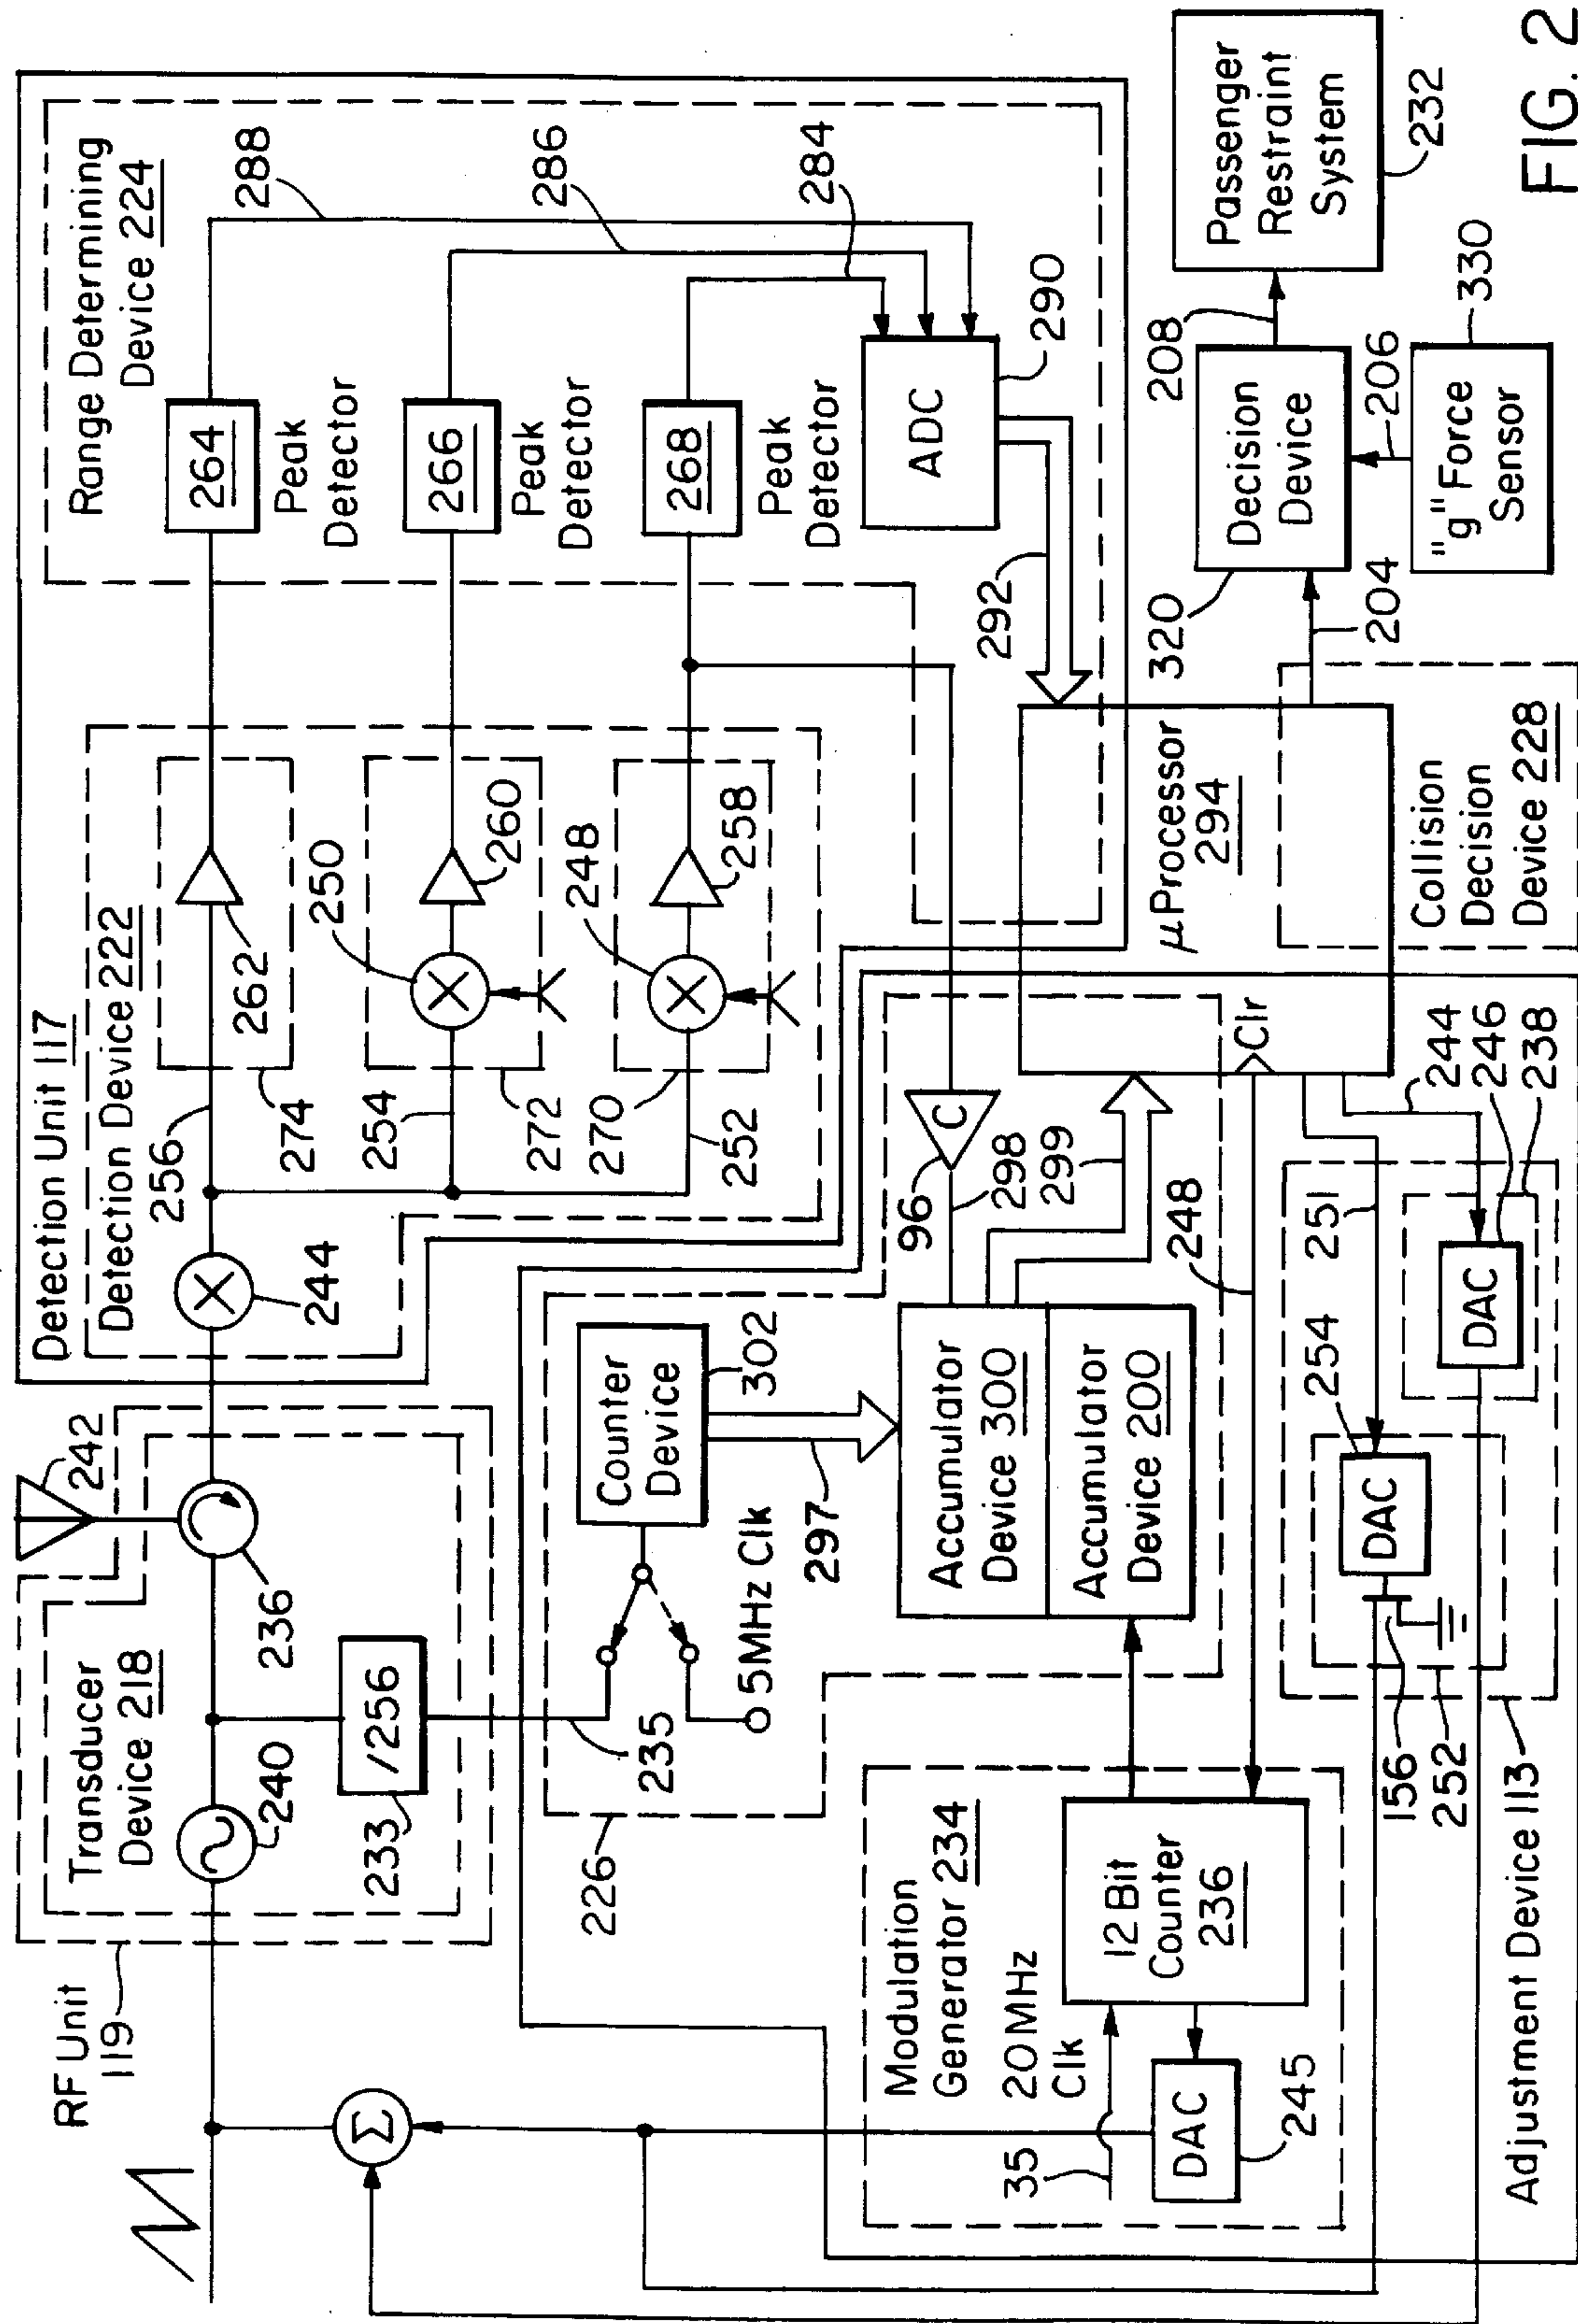 RF Unit
119
Transducer
Device 218
240
233
/256
236
242
Detection Unit 117
Detection Device 222
244
256
262
274
254
250
260
272
270
252
248
258
Range Determining
Device 224
264
Peak
Detector
266
Peak
Detector
268
Peak
Detector
288
286
284
ADC
290
292
Σ
226
235
5MHz Clk
Counter
Device
302
297
Accumulator
Device 300
Accumulator
Device 200
C
96
298
299
248
μProcessor
294
Clr
Collision
Decision
Device 228
320
204
Decision
Device
208
206
"g" Force
Sensor
330
Passenger
Restraint
System
232
Modulation
Generator 234
20MHz
Clk
35
12 Bit
Counter
236
DAC
245
254
251
DAC
156
252
DAC
244
246
238
Adjustment Device 113
FIG. 2